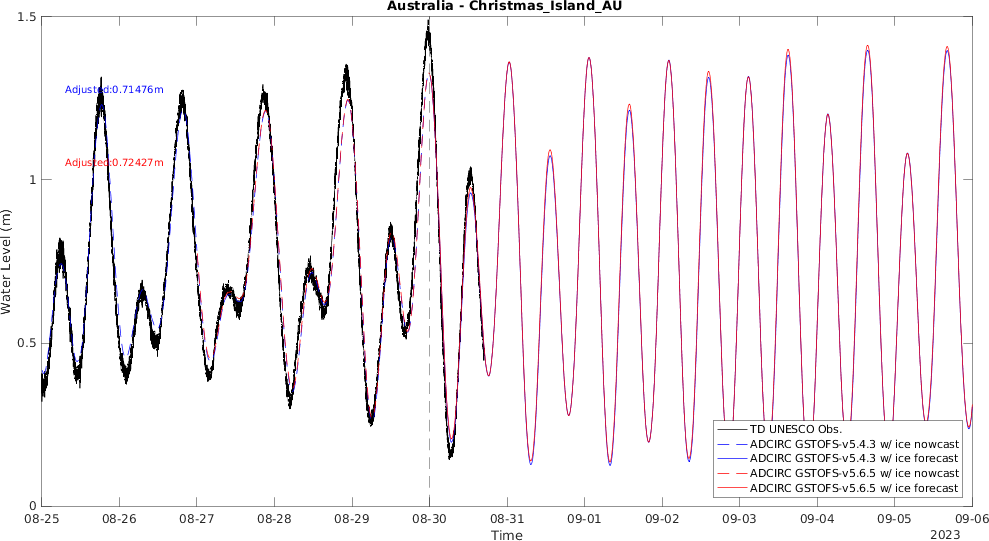 Australia - Christmas_Island_AU
1.5
Adjusted:0.71476m
Adjusted:0.72427m
1
Water Level (m)
0.5
TD UNESCO Obs.
ADCIRC GSTOFS-v5.4.3 w/ ice nowcast
ADCIRC GSTOFS-v5.4.3 w/ ice forecast
ADCIRC GSTOFS-v5.6.5 w/ ice nowcast
ADCIRC GSTOFS-v5.6.5 w/ ice forecast
0
08-25 08-26 08-27 08-28 08-29 08-30 08-31 09-01 09-02 09-03 09-04 09-05 09-06
Time
2023